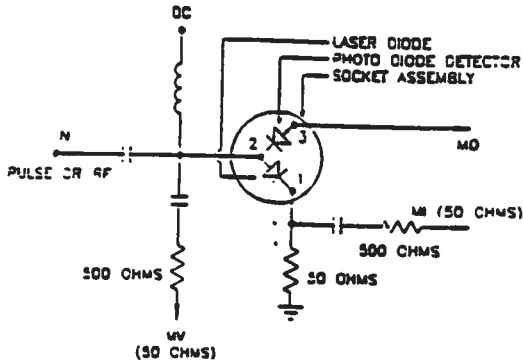 DC
LASER DIODE
PHOTO DIODE DETECTOR
SOCKET ASSEMBLY
N
2
3
MO
PULSE OR RF
1
MI (50 OHMS)
500 OHMS
500 OHMS
50 OHMS
MV
(50 OHMS)